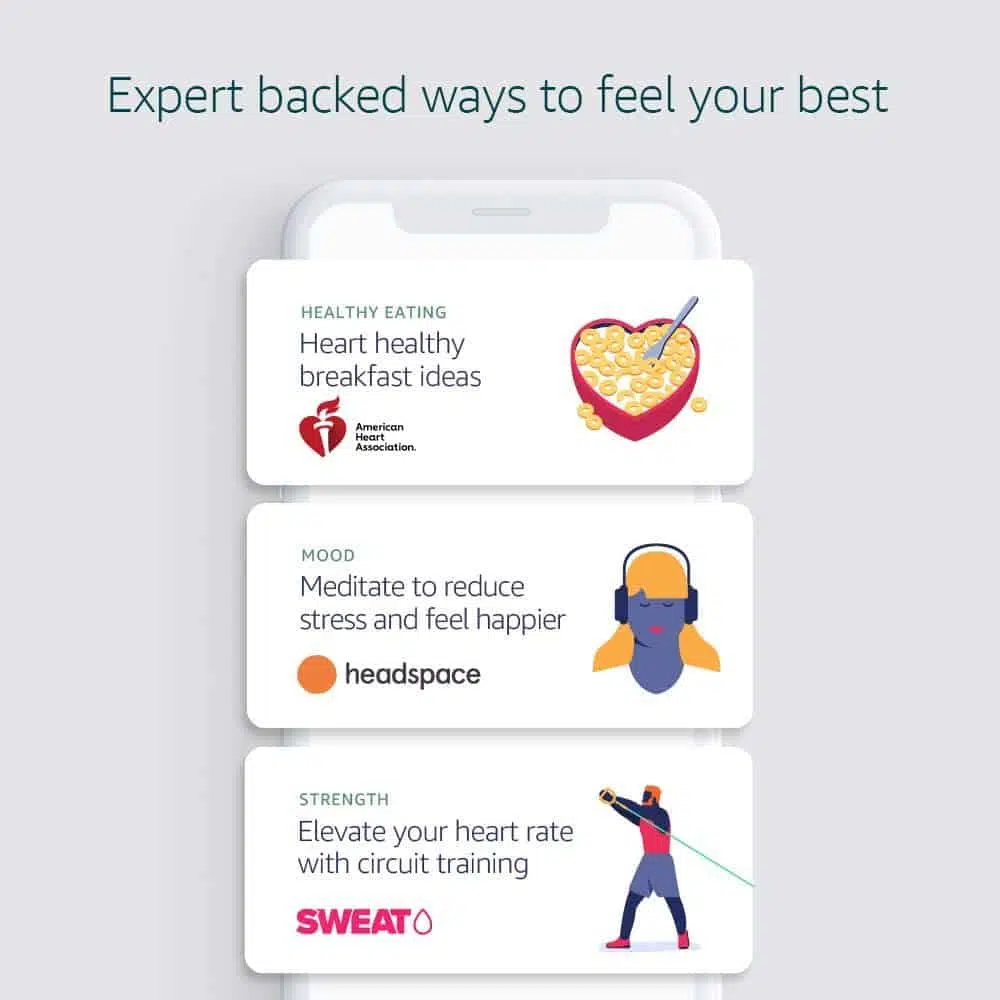 Expert backed ways to feel your best
HEALTHY EATING
Heart healthy
breakfast ideas
American
Heart
Association.
MOOD
Meditate to reduce
stress and feel happier
headspace
STRENGTH
Elevate your heart rate
with circuit training
SWEAT